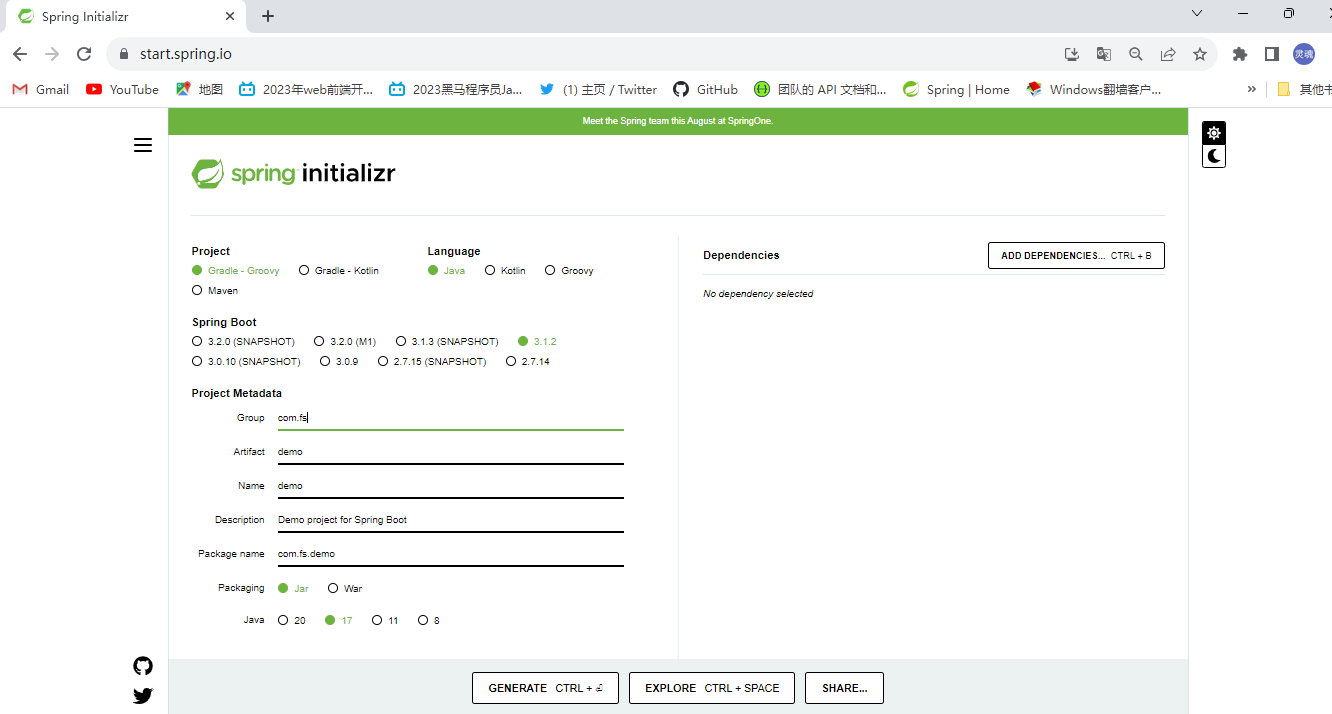 Spring Initializr
start.spring.io
灵魂
Gmail YouTube 地图 2023年web前端开... 2023黑马程序员Ja... (1) 主页 / Twitter GitHub 团队的 API 文档和... Spring | Home Windows翻墙客户... » 其他书
Meet the Spring team this August at SpringOne.
spring initializr
Project Language
Gradle - Groovy Gradle - Kotlin Java Kotlin Groovy
Maven
Dependencies ADD DEPENDENCIES... CTRL + B
No dependency selected
Spring Boot
3.2.0 (SNAPSHOT) 3.2.0 (M1) 3.1.3 (SNAPSHOT) 3.1.2
3.0.10 (SNAPSHOT) 3.0.9 2.7.15 (SNAPSHOT) 2.7.14
Project Metadata
Group com.fs
Artifact demo
Name demo
Description Demo project for Spring Boot
Package name com.fs.demo
Packaging Jar War
Java 20 17 11 8
GENERATE CTRL + ⏎ EXPLORE CTRL + SPACE SHARE...